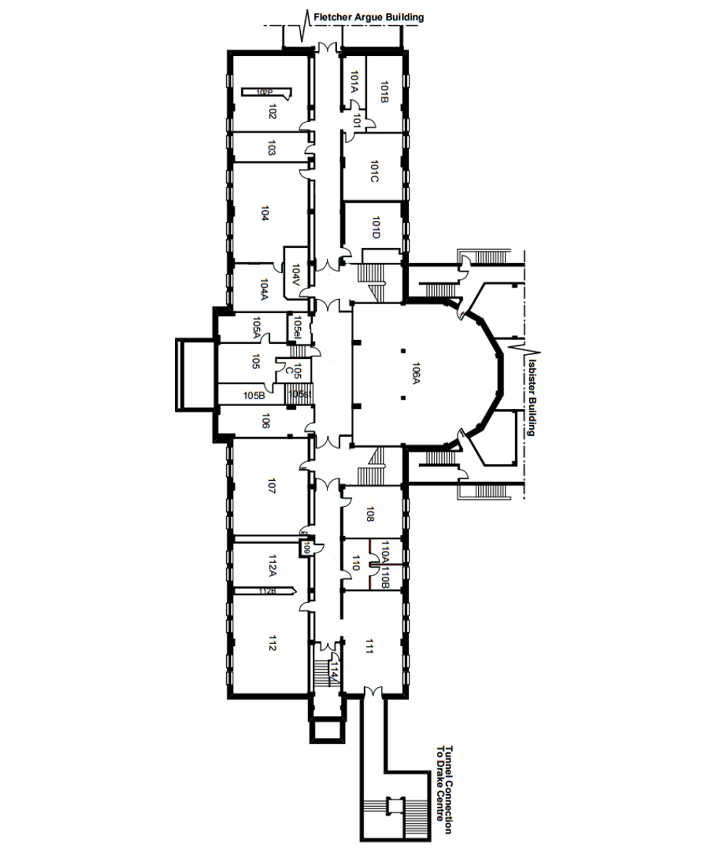 Fletcher Argue Building
101A
101B
102P
102
101
103
101C
104
101D
104V
104A
105A
105el
105
105
C
106A
Isbister Building
105B
105st
106
107
108
109
110A
110
112A
110B
112B
112
111
114
Tunnel Connection
To Drake Centre